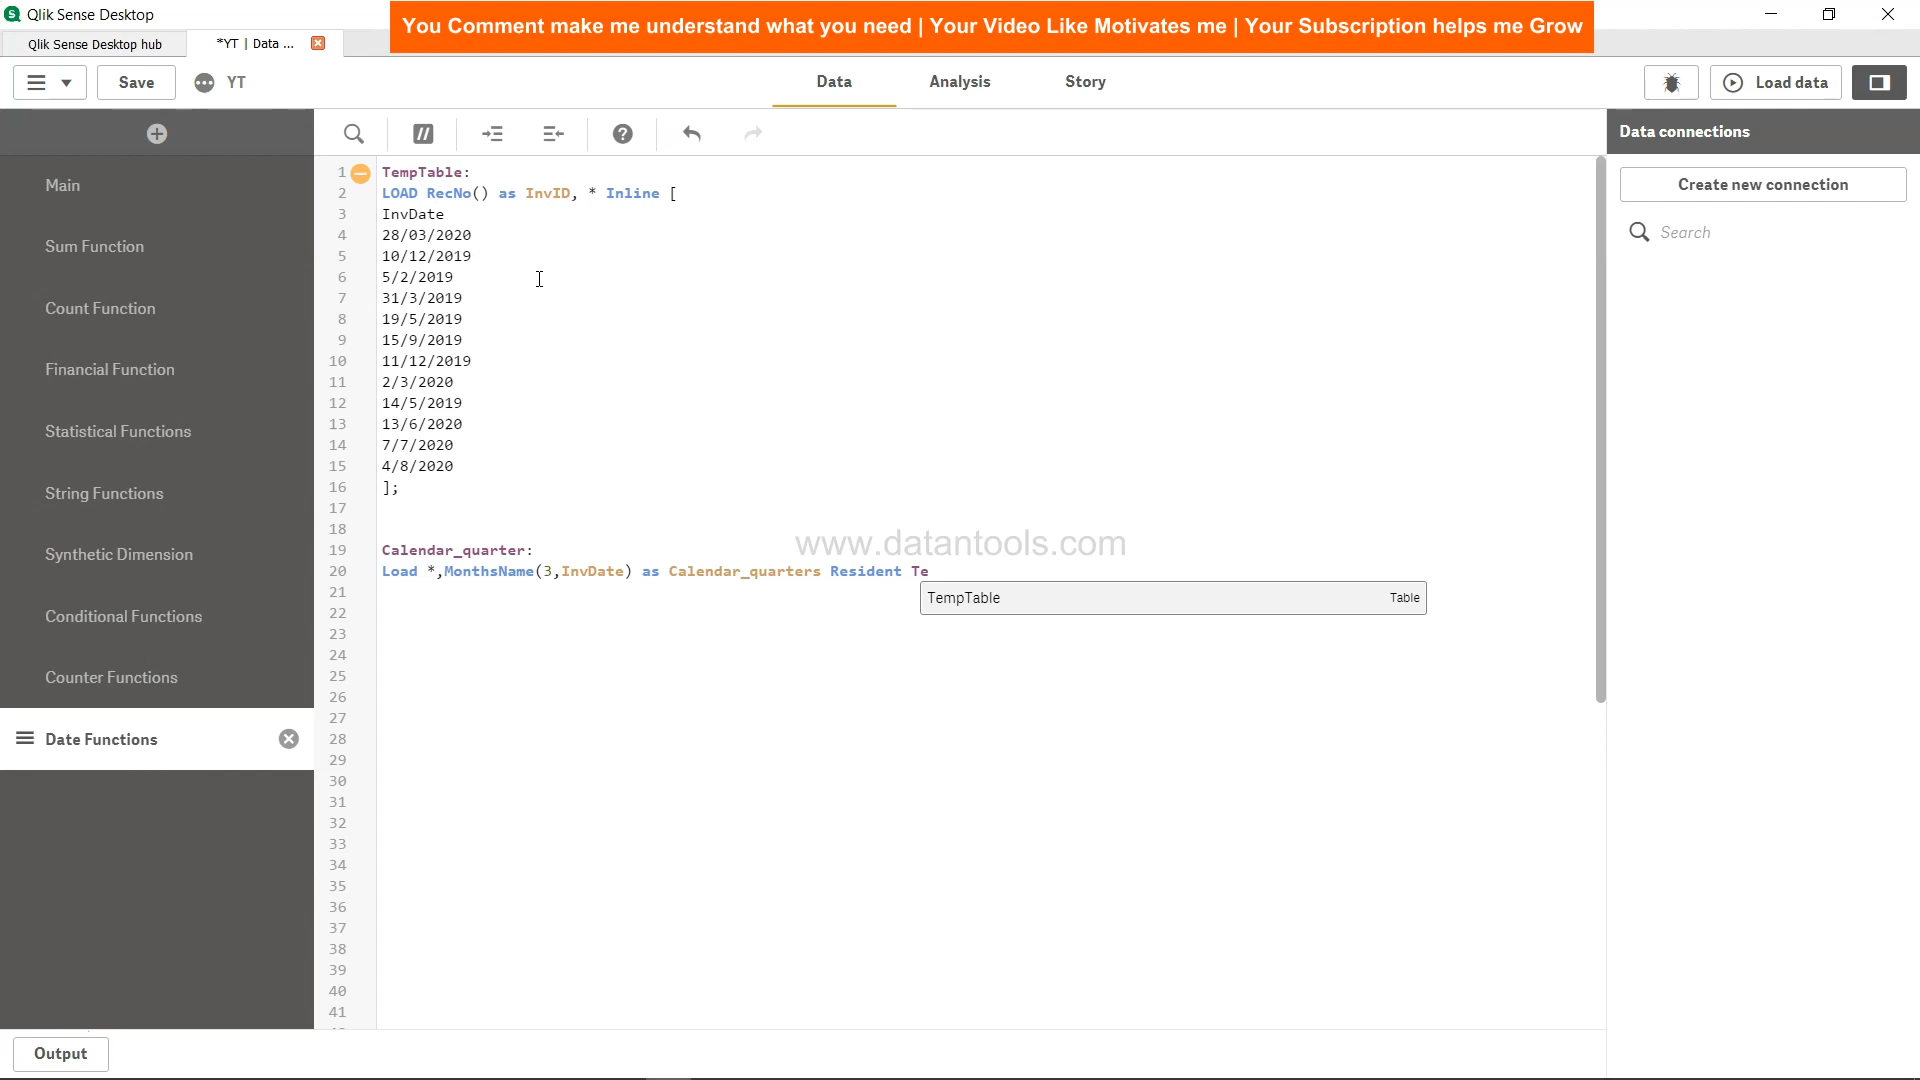 Qlik Sense Desktop
You Comment make me understand what you need | Your Video Like Motivates me | Your Subscription helps me Grow
Qlik Sense Desktop hub
*YT | Data ...
Save
YT
Data
Analysis
Story
Load data
Main
Sum Function
Count Function
Financial Function
Statistical Functions
String Functions
Synthetic Dimension
Conditional Functions
Counter Functions
Date Functions
1 TempTable:
2 LOAD RecNo() as InvID, * Inline [
3 InvDate
4 28/03/2020
5 10/12/2019
6 5/2/2019
7 31/3/2019
8 19/5/2019
9 15/9/2019
10 11/12/2019
11 2/3/2020
12 14/5/2019
13 13/6/2020
14 7/7/2020
15 4/8/2020
16 ];
17
18
19 Calendar_quarter:
20 Load *,MonthsName(3,InvDate) as Calendar_quarters Resident Te
TempTable Table
21
22
23
24
25
26
27
28
29
30
31
32
33
34
35
36
37
38
39
40
41
www.datantools.com
Data connections
Create new connection
Search
Output